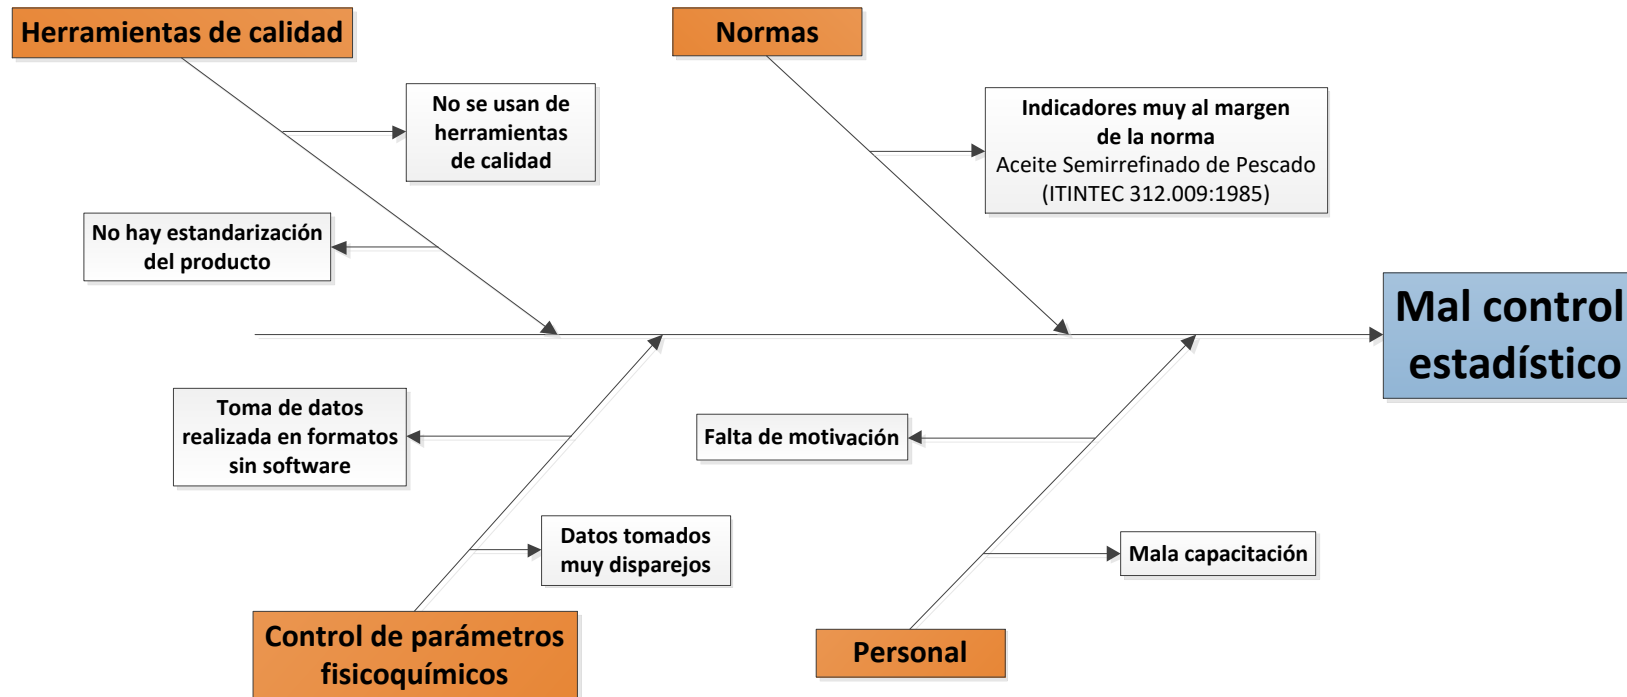 Herramientas de calidad
Normas
No se usan de
herramientas
de calidad
Indicadores muy al margen
de la norma
Aceite Semirrefinado de Pescado
(ITINTEC 312.009:1985)
No hay estandarización
del producto
Mal control
estadístico
Toma de datos
realizada en formatos
sin software
Falta de motivación
Datos tomados
muy disparejos
Mala capacitación
Control de parámetros
fisicoquímicos
Personal